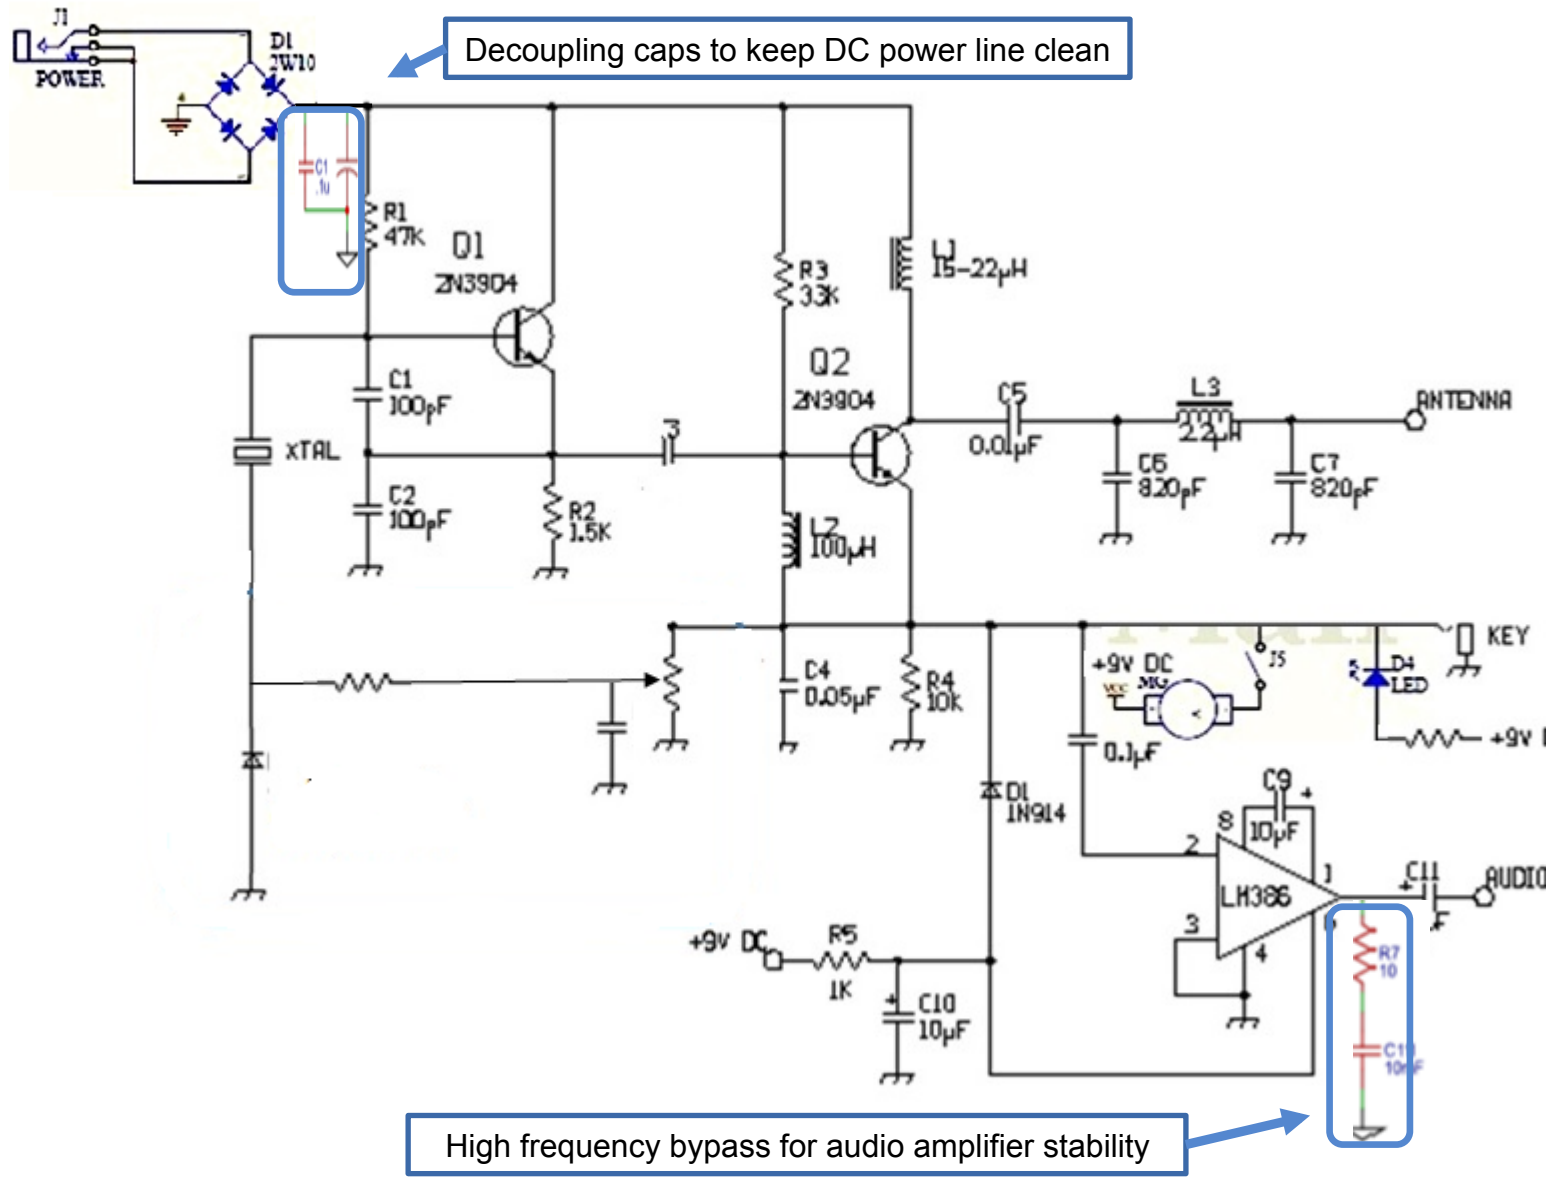 J1
POWER
D1
2W10
4
Decoupling caps to keep DC power line clean
C1
.1u
R1
47K
Q1
2N3904
R3
33K
L1
15-22µH
Q2
2N3904
C1
100pF
XTAL
C2
100pF
3
R2
1.5K
L2
100µH
C5
0.01µF
L3
2.2µH
ANTENNA
C6
820pF
C7
820pF
KEY
C4
0.05µF
R4
10K
+9V DC
VCC
J5
D4
LED
+9V
0.1µF
D1
1N914
C9
+
10µF
8
2
LM386
1
C11
+
AUDIO
3
4
R7
10
+9V DC
R5
1K
+
C10
10µF
High frequency bypass for audio amplifier stability